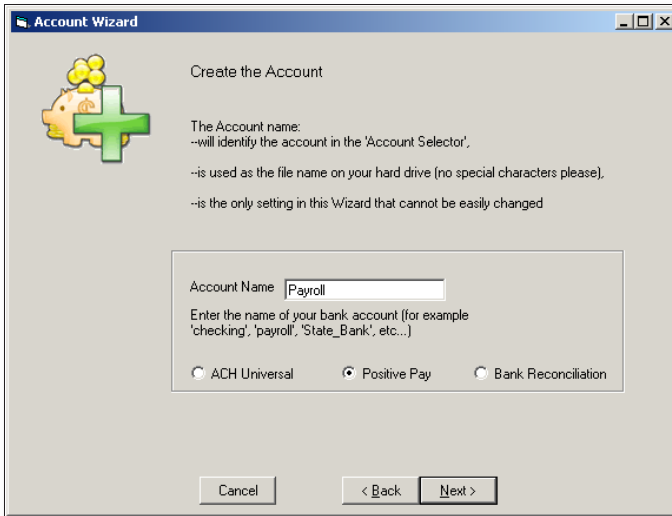 Account Wizard
Create the Account
The Account name:
--will identify the account in the 'Account Selector',
--is used as the file name on your hard drive (no special characters please),
--is the only setting in this Wizard that cannot be easily changed
Account Name Payroll
Enter the name of your bank account (for example
'checking', 'payroll', 'State_Bank', etc...)
ACH Universal Positive Pay Bank Reconciliation
Cancel < Back Next >